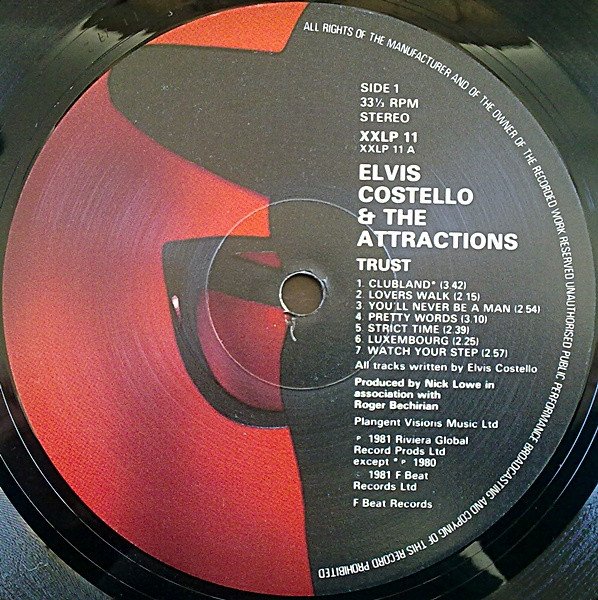 ALL RIGHTS OF THE MANUFACTURER AND OF THE OWNER OF THE RECORDED WORK RESERVED UNAUTHORISED PUBLIC PERFORMANCE BROADCASTING AND COPYING OF THIS RECORD PROHIBITED
SIDE 1
33⅓ RPM
STEREO
XXLP 11
XXLP 11 A
ELVIS
COSTELLO
& THE
ATTRACTIONS
TRUST
1. CLUBLAND* (3.42)
2. LOVERS WALK (2.15)
3. YOU'LL NEVER BE A MAN (2.54)
4. PRETTY WORDS (3.10)
5. STRICT TIME (2.39)
6. LUXEMBOURG (2.25)
7. WATCH YOUR STEP (2.57)
All tracks written by Elvis Costello
Produced by Nick Lowe in
association with
Roger Bechirian
Plangent Visions Music Ltd
℗ 1981 Riviera Global
Record Prods Ltd
except * ℗ 1980
1981 F Beat
Records Ltd
F Beat Records